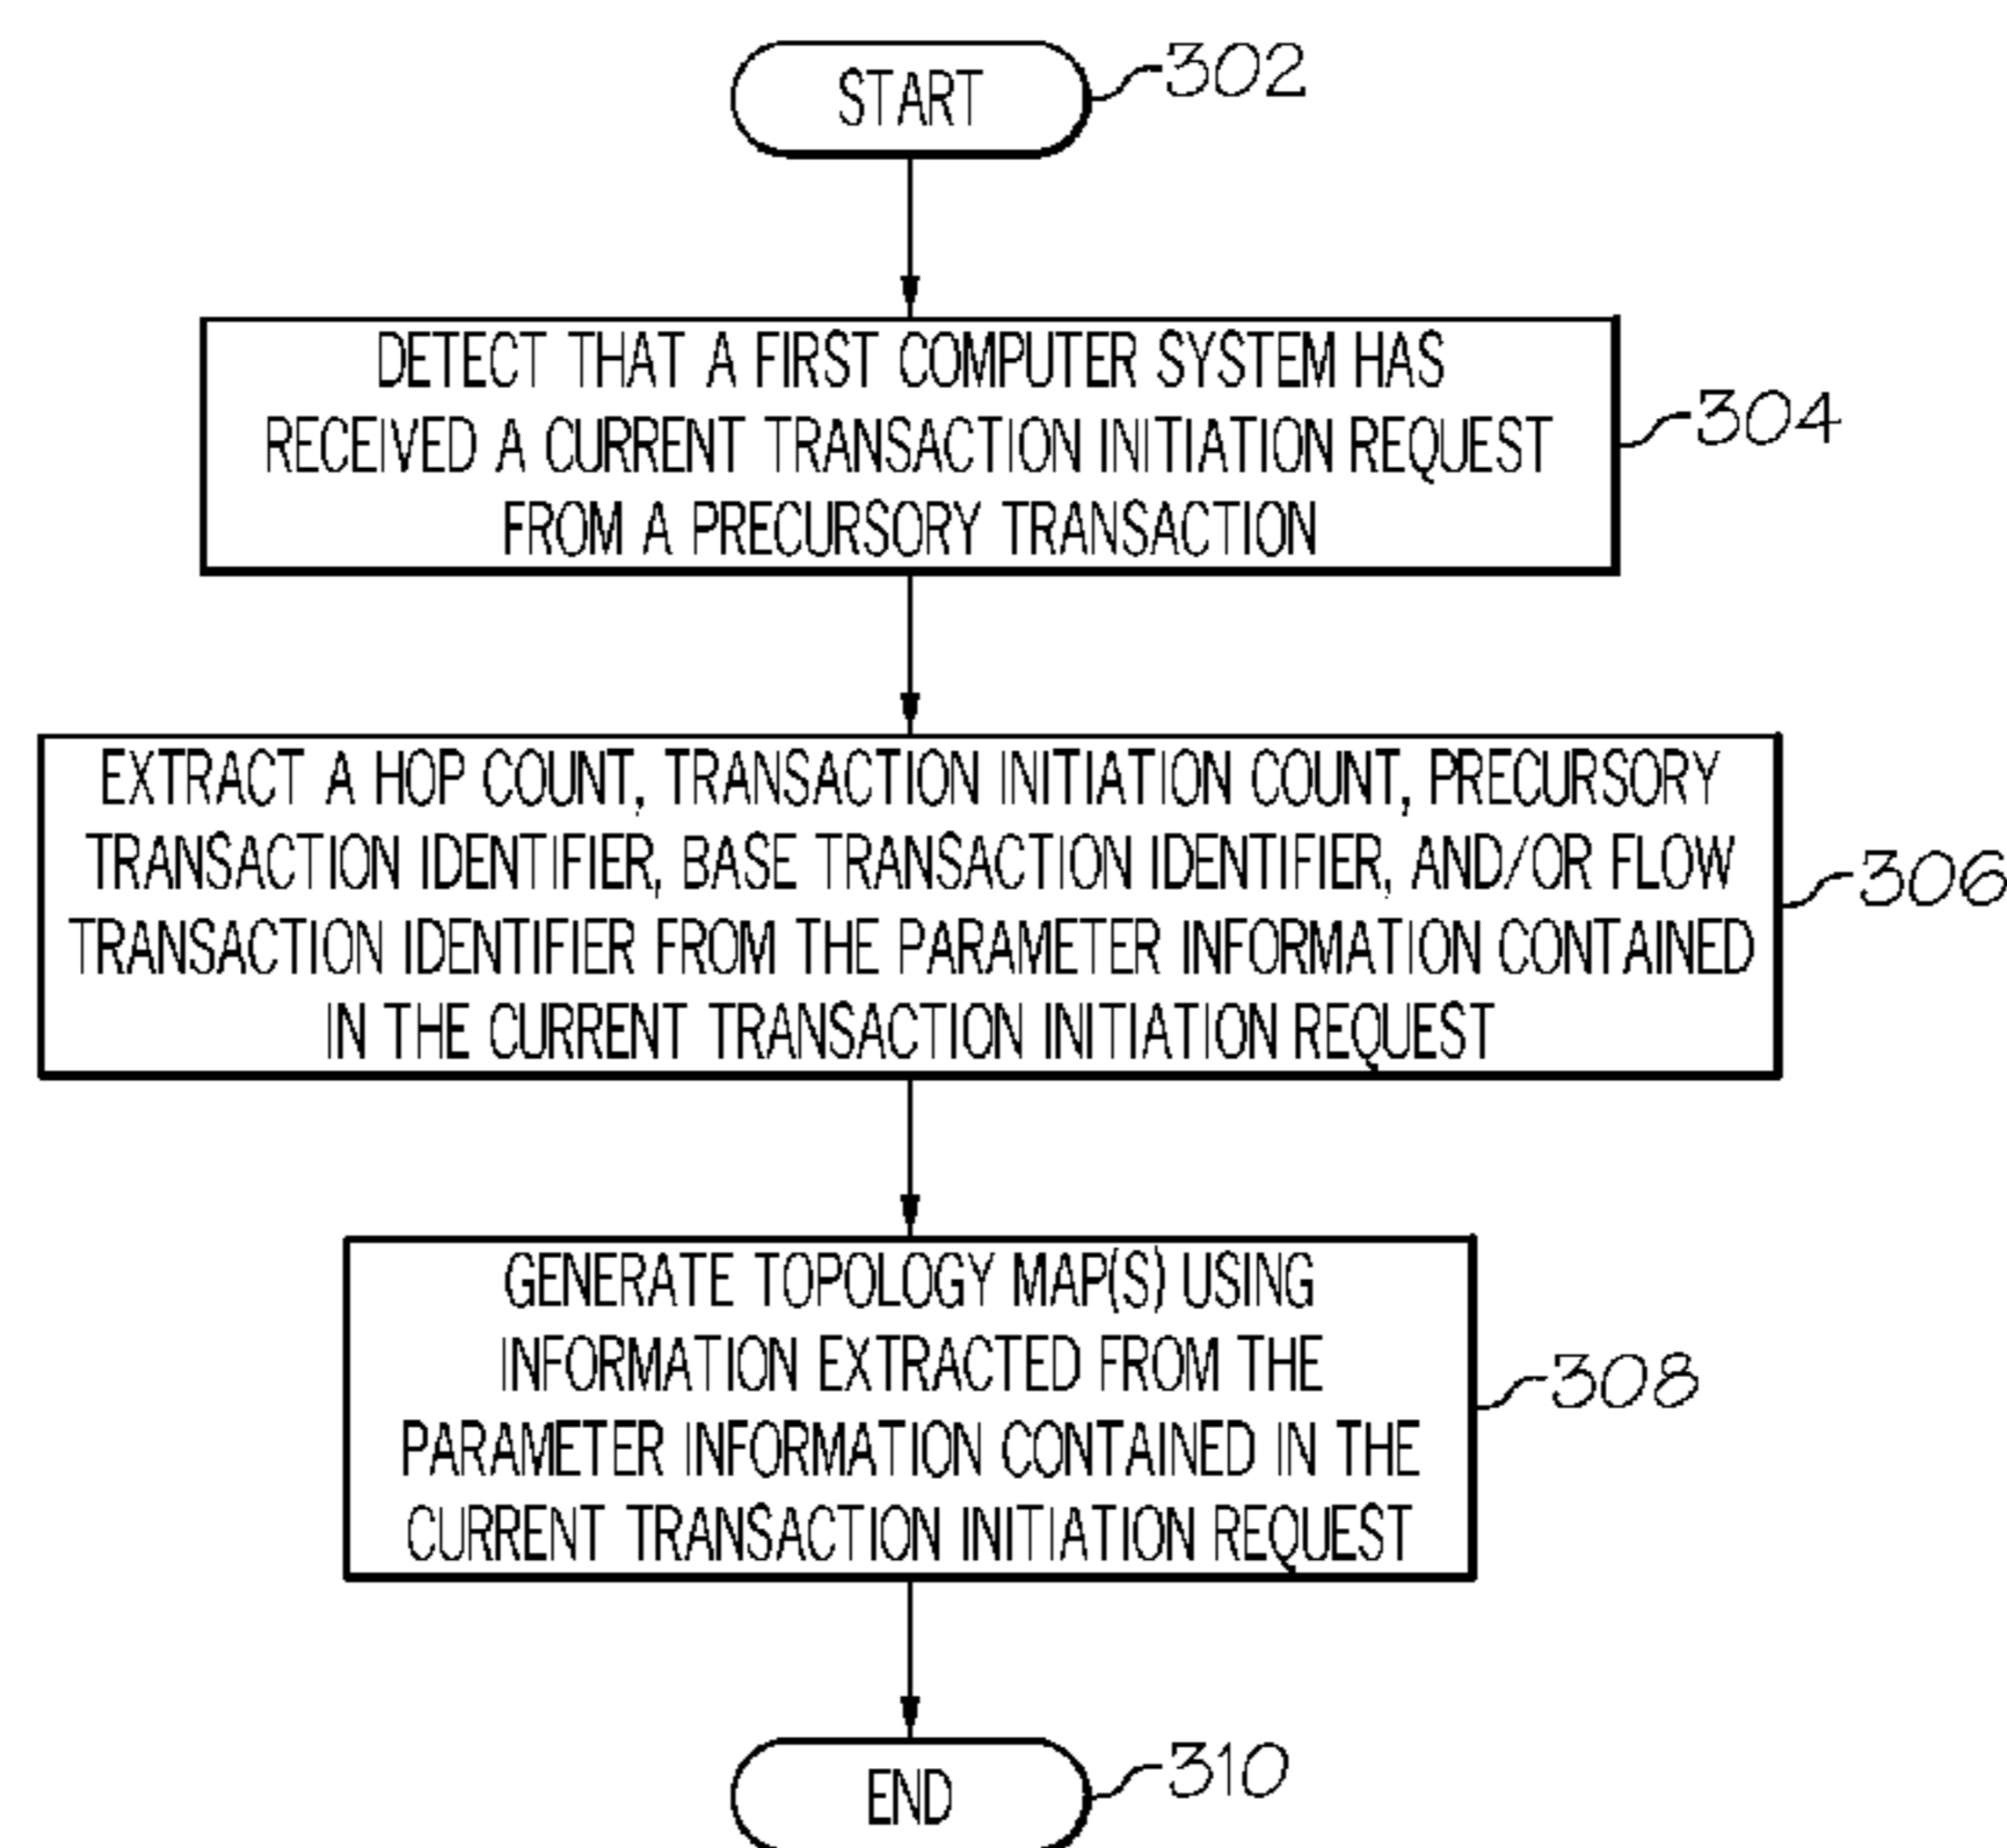 START
302
DETECT THAT A FIRST COMPUTER SYSTEM HAS
RECEIVED A CURRENT TRANSACTION INITIATION REQUEST
FROM A PRECURSORY TRANSACTION
304
EXTRACT A HOP COUNT, TRANSACTION INITIATION COUNT, PRECURSORY
TRANSACTION IDENTIFIER, BASE TRANSACTION IDENTIFIER, AND/OR FLOW
TRANSACTION IDENTIFIER FROM THE PARAMETER INFORMATION CONTAINED
IN THE CURRENT TRANSACTION INITIATION REQUEST
306
GENERATE TOPOLOGY MAP(S) USING
INFORMATION EXTRACTED FROM THE
PARAMETER INFORMATION CONTAINED IN THE
CURRENT TRANSACTION INITIATION REQUEST
308
END
310